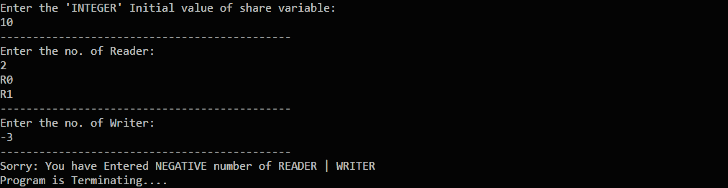 Enter the 'INTEGER' Initial value of share variable:
10
---------------------------------------------
Enter the no. of Reader:
2
R0
R1
---------------------------------------------
Enter the no. of Writer:
-3
---------------------------------------------
Sorry: You have Entered NEGATIVE number of READER | WRITER
Program is Terminating....